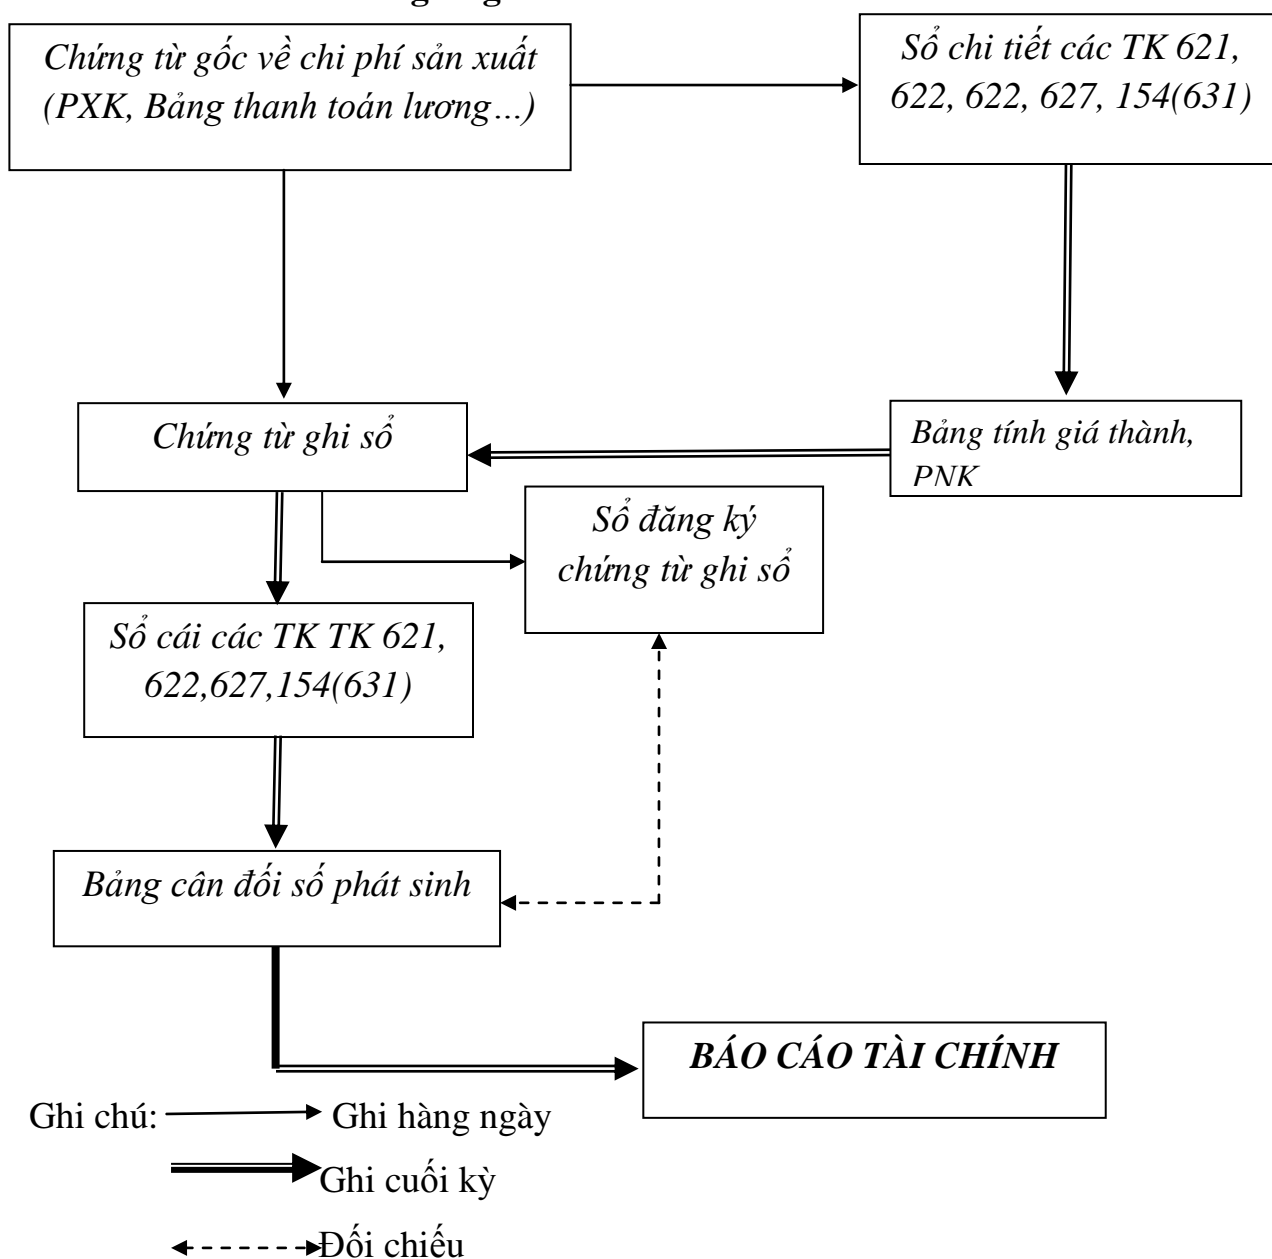 Chứng từ gốc về chi phí sản xuất
(PXK, Bảng thanh toán lương…)
Sổ chi tiết các TK 621,
622, 622, 627, 154(631)
Chứng từ ghi sổ
Bảng tính giá thành,
PNK
Sổ đăng ký
chứng từ ghi sổ
Sổ cái các TK TK 621,
622,627,154(631)
Bảng cân đối số phát sinh
BÁO CÁO TÀI CHÍNH
Ghi chú: Ghi hàng ngày
Ghi cuối kỳ
Đối chiếu